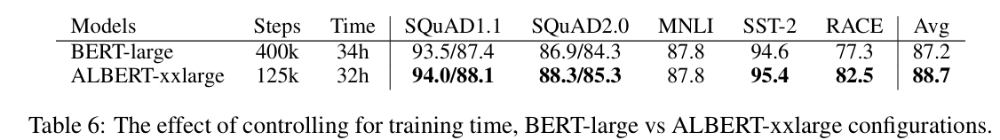 Models Steps Time SQuAD1.1 SQuAD2.0 MNLI SST-2 RACE Avg
BERT-large 400k 34h 93.5/87.4 86.9/84.3 87.8 94.6 77.3 87.2
ALBERT-xxlarge 125k 32h 94.0/88.1 88.3/85.3 87.8 95.4 82.5 88.7
Table 6: The effect of controlling for training time, BERT-large vs ALBERT-xxlarge configurations.